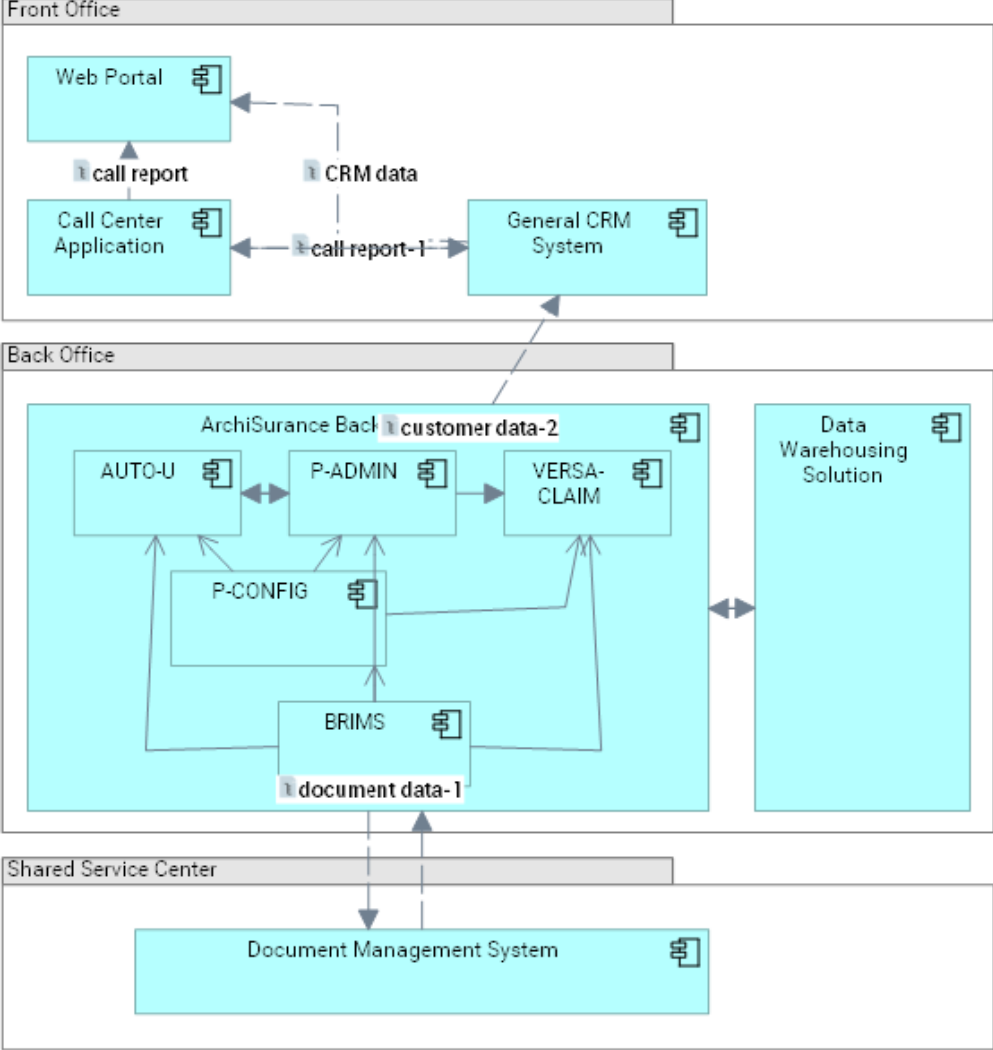 Front Office
Web Portal
call report
CRM data
Call Center
Application
General CRM
System
call report-1
Back Office
ArchiSurance Back
customer data-2
Data
Warehousing
Solution
AUTO-U
P-ADMIN
VERSA-
CLAIM
P-CONFIG
BRIMS
document data-1
Shared Service Center
Document Management System